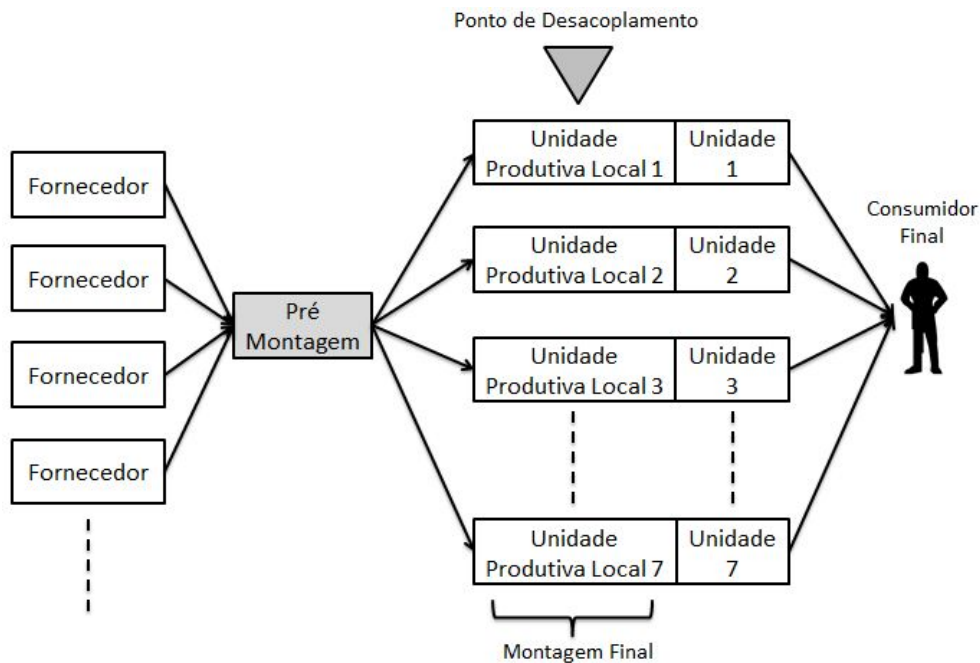 Ponto de Desacoplamento
Fornecedor
Fornecedor
Fornecedor
Fornecedor
Pré
Montagem
Unidade
Produtiva Local 1
Unidade
1
Unidade
Produtiva Local 2
Unidade
2
Unidade
Produtiva Local 3
Unidade
3
Unidade
Produtiva Local 7
Unidade
7
Montagem Final
Consumidor
Final